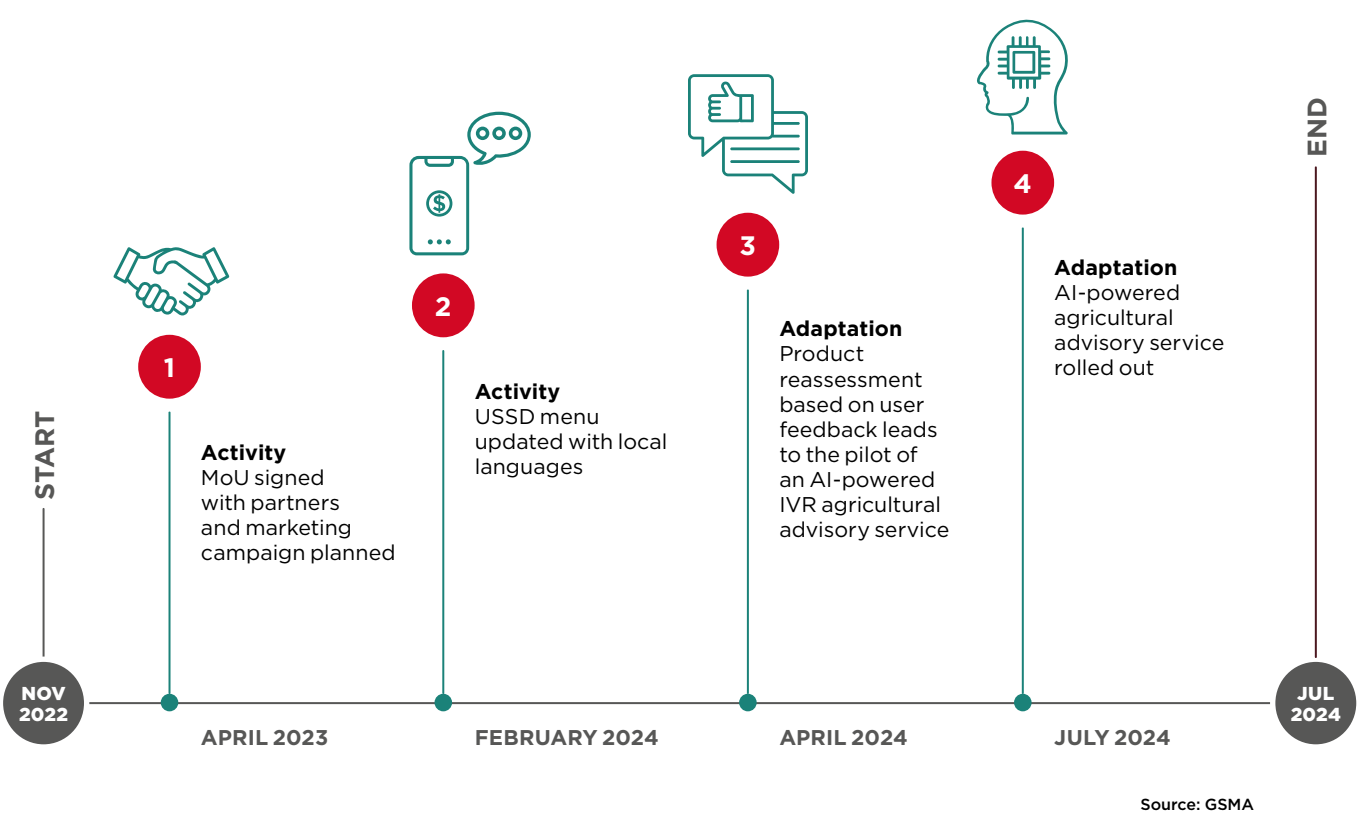 START
NOV
2022
1
Activity
MoU signed
with partners
and marketing
campaign planned
APRIL 2023
$
2
Activity
USSD menu
updated with local
languages
FEBRUARY 2024
3
Adaptation
Product
reassessment
based on user
feedback leads
to the pilot of
an AI-powered
IVR agricultural
advisory service
APRIL 2024
4
Adaptation
AI-powered
agricultural
advisory service
rolled out
JULY 2024
END
JUL
2024
Source: GSMA